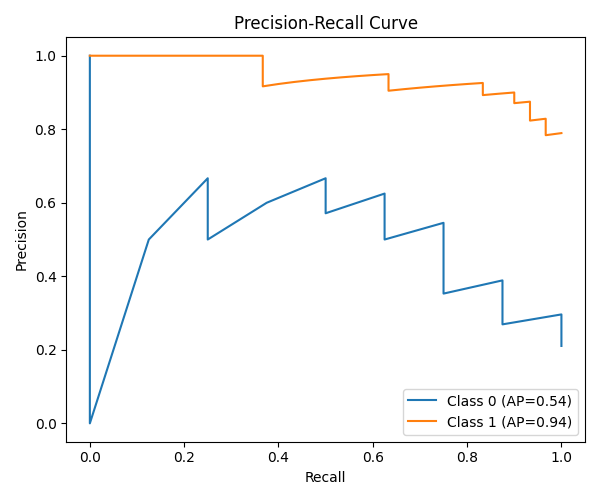 Precision-Recall Curve
Precision
1.0
0.8
0.6
0.4
0.2
0.0
0.0 0.2 0.4 0.6 0.8 1.0
Recall
Class 0 (AP=0.54)
Class 1 (AP=0.94)